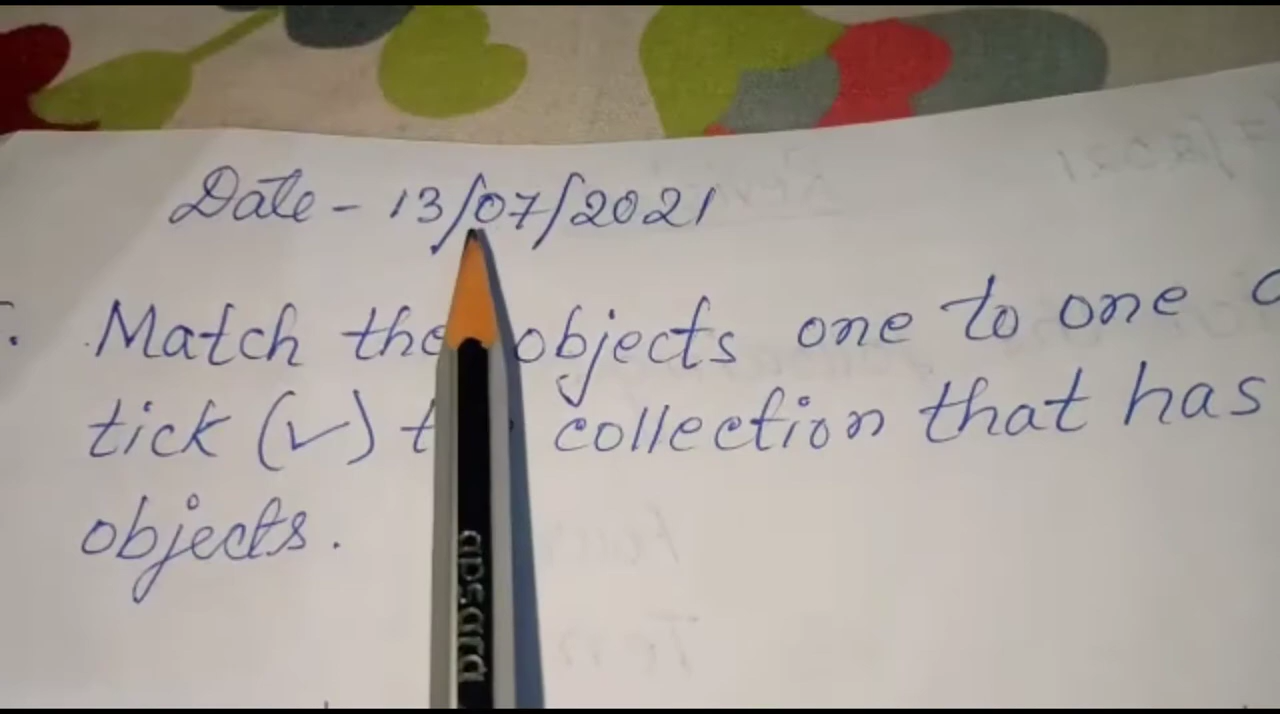 Date - 13/07/2021
Match the objects one to one
tick (✓) collection that has
objects.
apsara